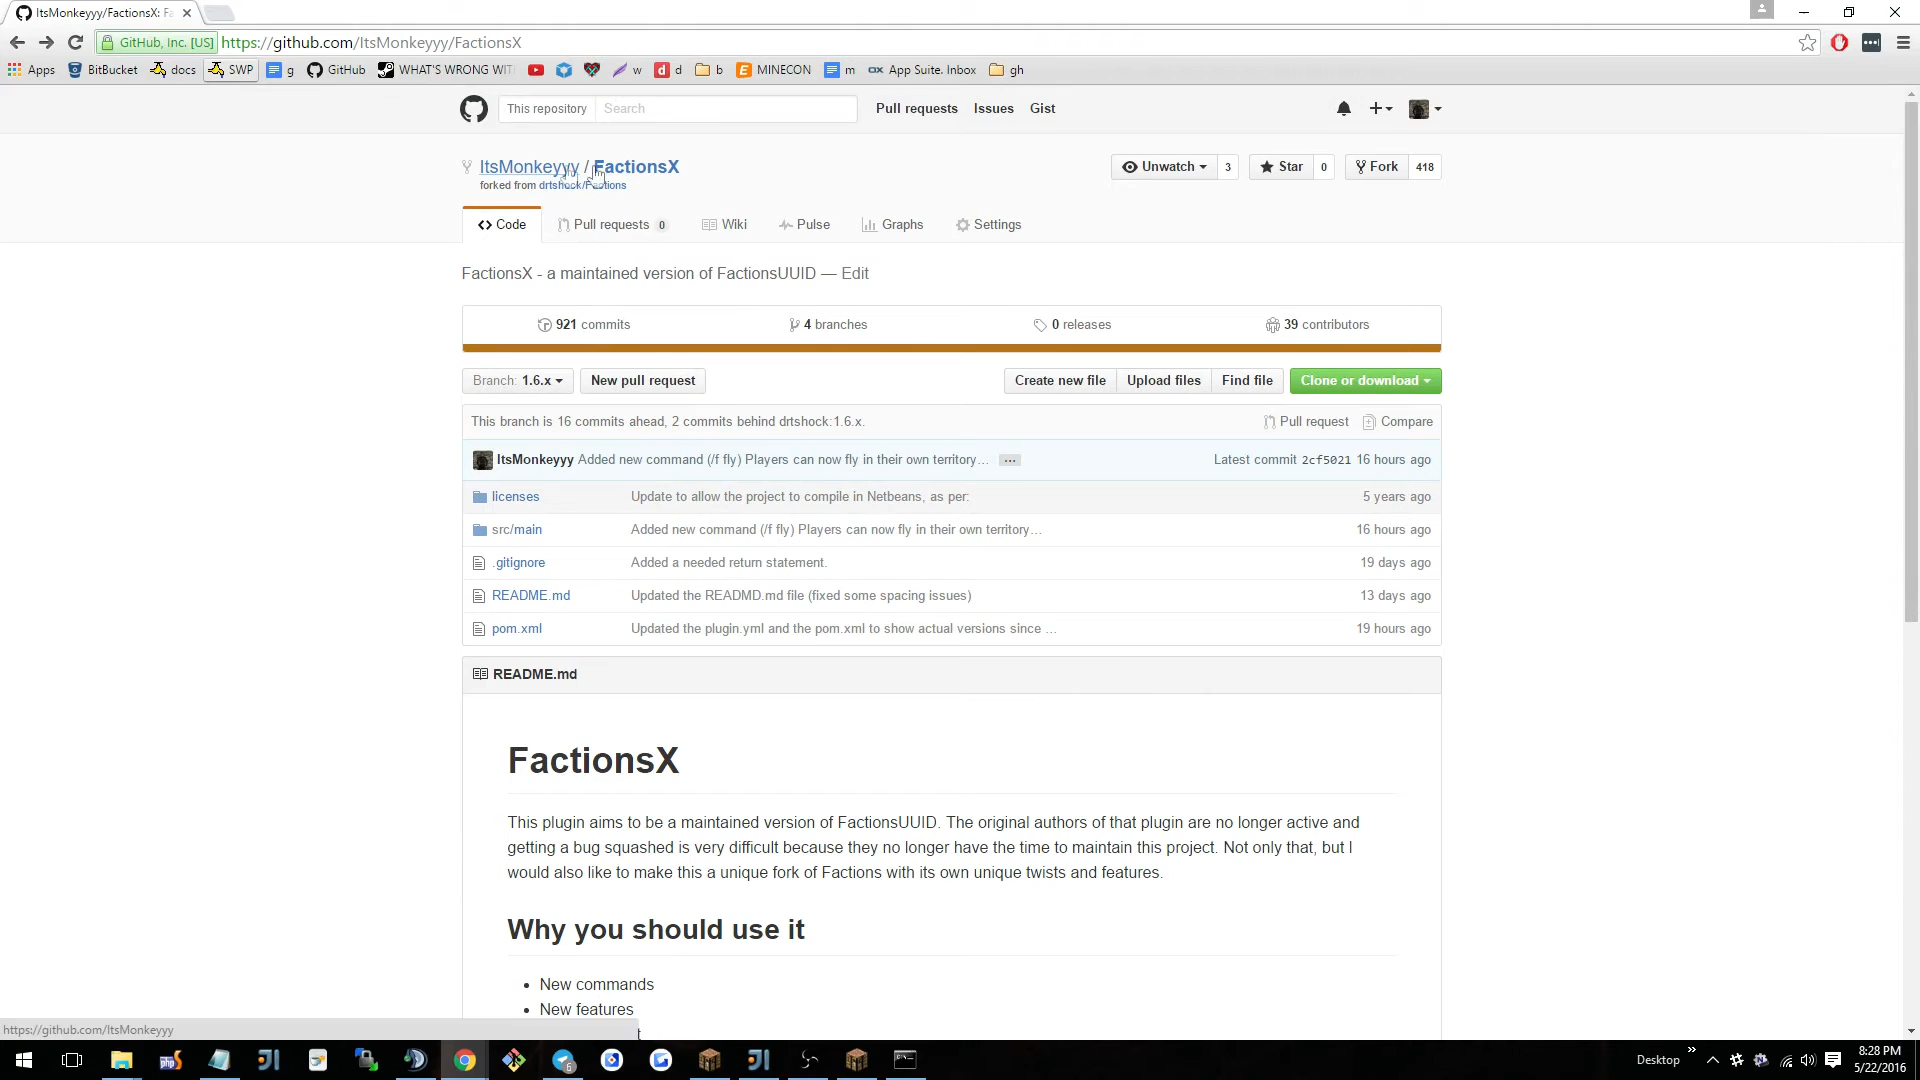 ItsMonkeyyy/FactionsX: Fa
GitHub, Inc. [US] https://github.com/ItsMonkeyyy/FactionsX
Apps BitBucket docs SWP g GitHub WHAT'S WRONG WIT w d b MINECON m App Suite. Inbox gh
This repository Search Pull requests Issues Gist
ItsMonkeyyy / FactionsX Unwatch 3 Star 0 Fork 418
forked from drtshock/Factions
Code Pull requests 0 Wiki Pulse Graphs Settings
FactionsX - a maintained version of FactionsUUID — Edit
921 commits 4 branches 0 releases 39 contributors
Branch: 1.6.x New pull request Create new file Upload files Find file Clone or download
This branch is 16 commits ahead, 2 commits behind drtshock:1.6.x. Pull request Compare
ItsMonkeyyy Added new command (/f fly) Players can now fly in their own territory… … Latest commit 2cf5021 16 hours ago
licenses Update to allow the project to compile in Netbeans, as per: 5 years ago
src/main Added new command (/f fly) Players can now fly in their own territory… 16 hours ago
.gitignore Added a needed return statement. 19 days ago
README.md Updated the READMD.md file (fixed some spacing issues) 13 days ago
pom.xml Updated the plugin.yml and the pom.xml to show actual versions since … 19 hours ago
README.md
FactionsX
This plugin aims to be a maintained version of FactionsUUID. The original authors of that plugin are no longer active and
getting a bug squashed is very difficult because they no longer have the time to maintain this project. Not only that, but I
would also like to make this a unique fork of Factions with its own unique twists and features.
Why you should use it
• New commands
• New features
https://github.com/ItsMonkeyyy
Desktop 8:28 PM
5/22/2016